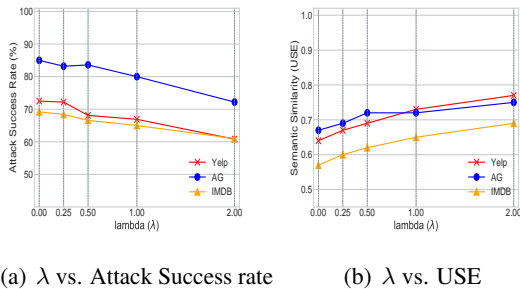 100
90
80
70
60
50
Attack Success Rate (%)
Yelp
AG
IMDB
0.00 0.25 0.50 1.00 2.00
lambda (λ)
1.0
0.9
0.8
0.7
0.6
0.5
Semantic Similarity (USE)
Yelp
AG
IMDB
0.00 0.25 0.50 1.00 2.00
lambda (λ)
(a) λ vs. Attack Success rate (b) λ vs. USE